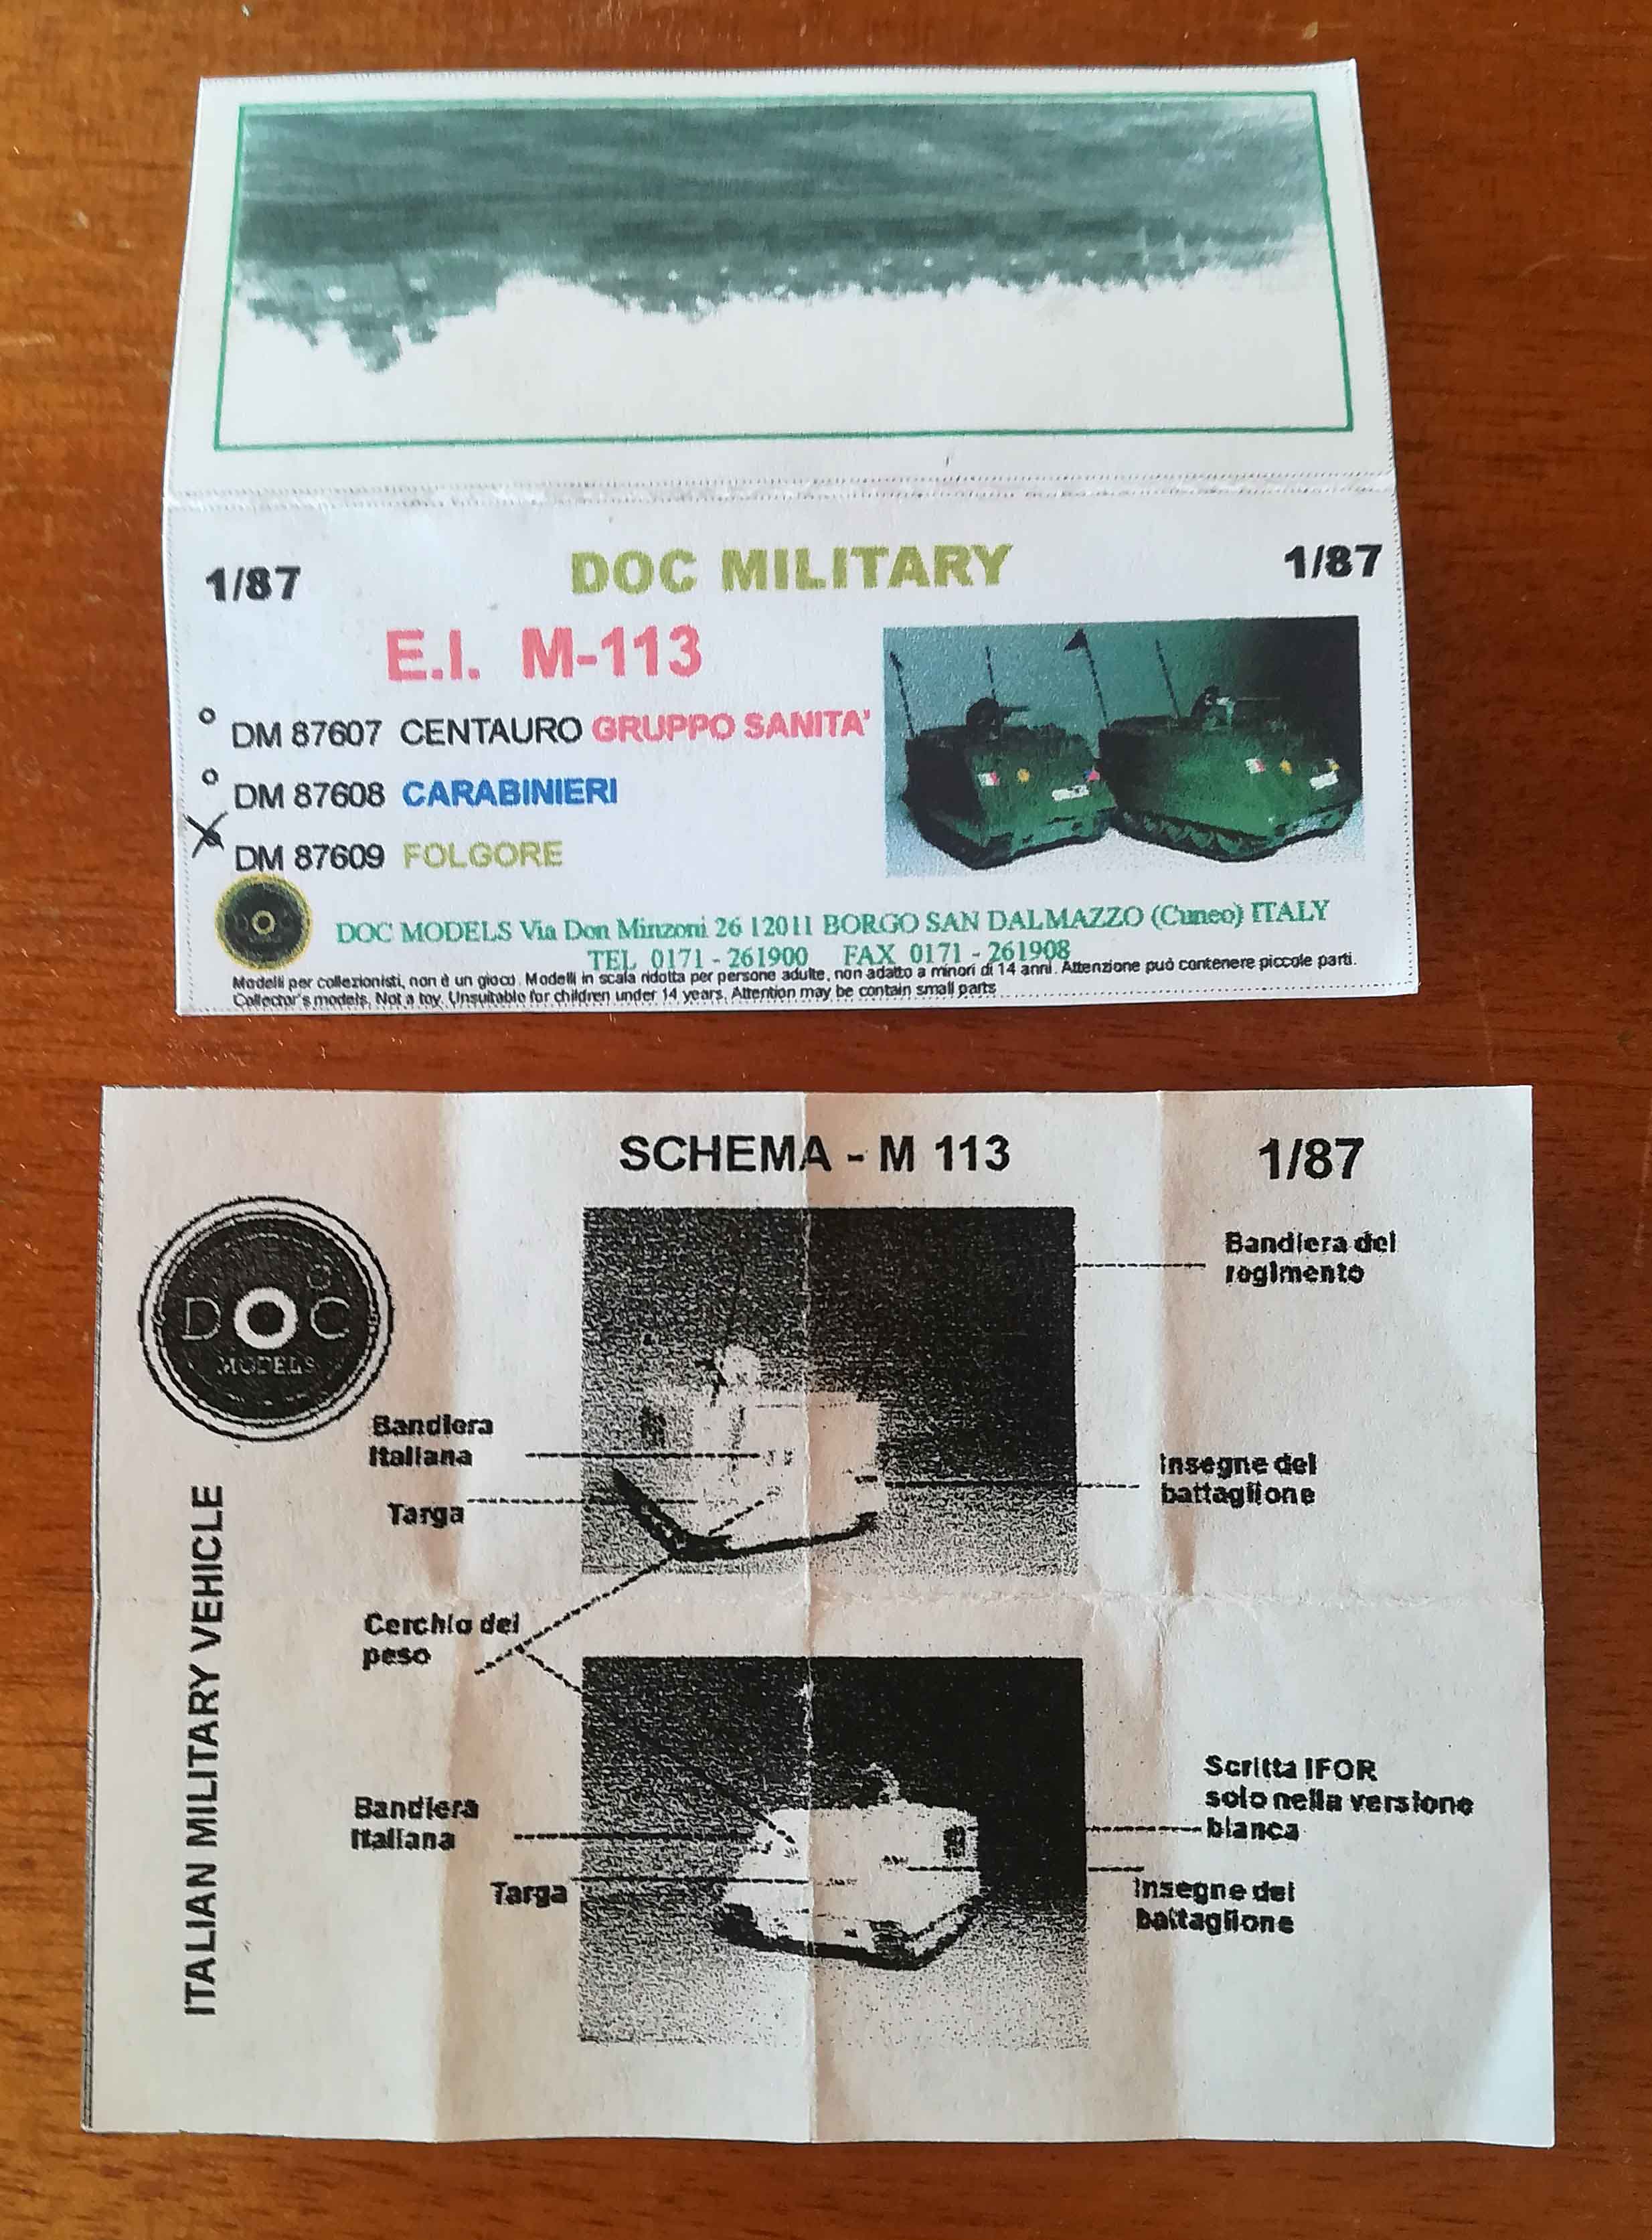 1/87 DOC MILITARY 1/87
E.I. M-113
DM 87607 CENTAURO GRUPPO SANITA'
DM 87608 CARABINIERI
DM 87609 FOLGORE
DOC
DOC MODELS Via Don Minzoni 26 12011 BORGO SAN DALMAZZO (Cuneo) ITALY
TEL 0171 - 261900 FAX 0171 - 261908
Modelli per collezionisti, non è un gioco. Modelli in scala ridotta per persone adulte, non adatto a minori di 14 anni. Attenzione può contenere piccole parti.
Collector's models. Not a toy. Unsuitable for children under 14 years. Attention may be contain small parts
SCHEMA - M 113 1/87
DOC
MODELS
ITALIAN MILITARY VEHICLE
Bandiera del
regimento
Bandiera
Italiana
Targa
Insegne del
battaglione
Cerchio del
peso
Bandiera
Italiana
Targa
Scritta IFOR
solo nella versione
bianca
Insegne del
battaglione